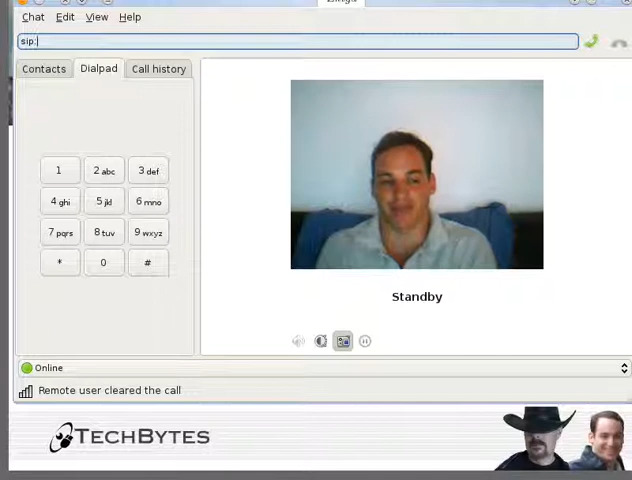 Chat Edit View Help
sip:
Contacts Dialpad Call history
1 2 abc 3 def
4 ghi 5 jkl 6 mno
7 pqrs 8 tuv 9 wxyz
* 0 #
Standby
Online
Remote user cleared the call
TECHBYTES